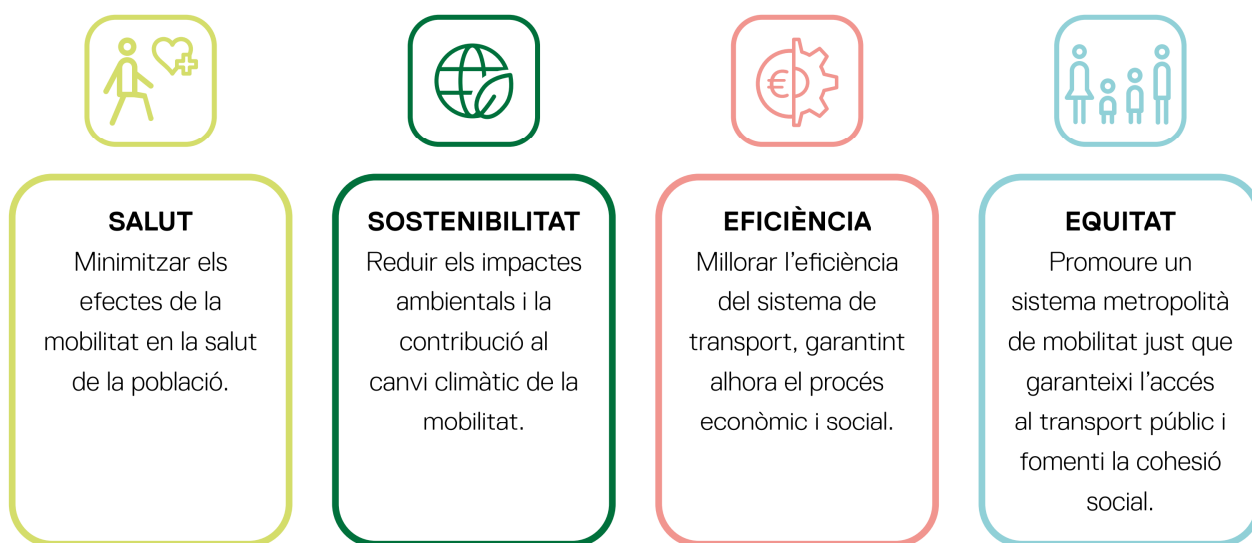 €
SALUT
Minimitzar els
efectes de la
mobilitat en la salut
de la població.
SOSTENIBILITAT
Reduir els impactes
ambientals i la
contribució al
canvi climàtic de la
mobilitat.
EFICIÈNCIA
Millorar l’eficiència
del sistema de
transport, garantint
alhora el procés
econòmic i social.
EQUITAT
Promoure un
sistema metropolità
de mobilitat just que
garanteixi l’accés
al transport públic i
fomenti la cohesió
social.